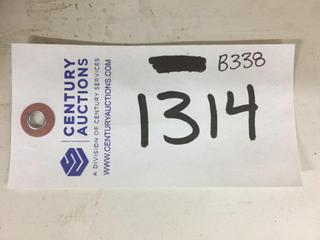 CENTURY
AUCTIONS
A DIVISION OF CENTURY SERVICES
WWW.CENTURYAUCTIONS.COM
B338
1314